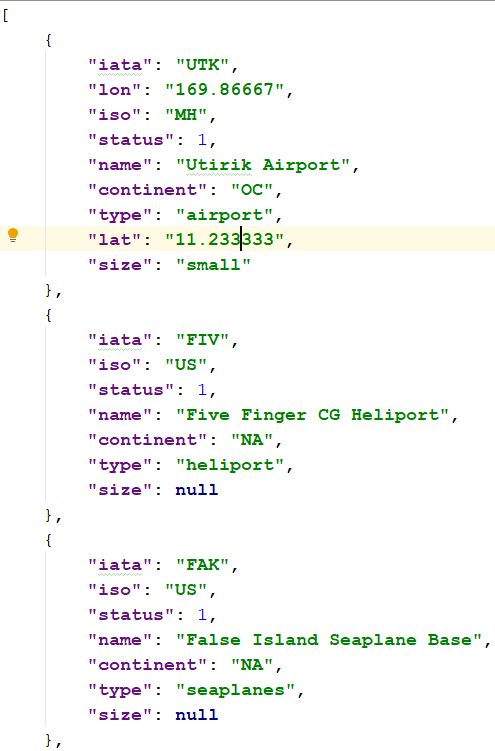 [
    {
        "iata": "UTK",
        "lon": "169.86667",
        "iso": "MH",
        "status": 1,
        "name": "Utirik Airport",
        "continent": "OC",
        "type": "airport",
        "lat": "11.233333",
        "size": "small"
    },
    {
        "iata": "FIV",
        "iso": "US",
        "status": 1,
        "name": "Five Finger CG Heliport",
        "continent": "NA",
        "type": "heliport",
        "size": null
    },
    {
        "iata": "FAK",
        "iso": "US",
        "status": 1,
        "name": "False Island Seaplane Base",
        "continent": "NA",
        "type": "seaplanes",
        "size": null
    },